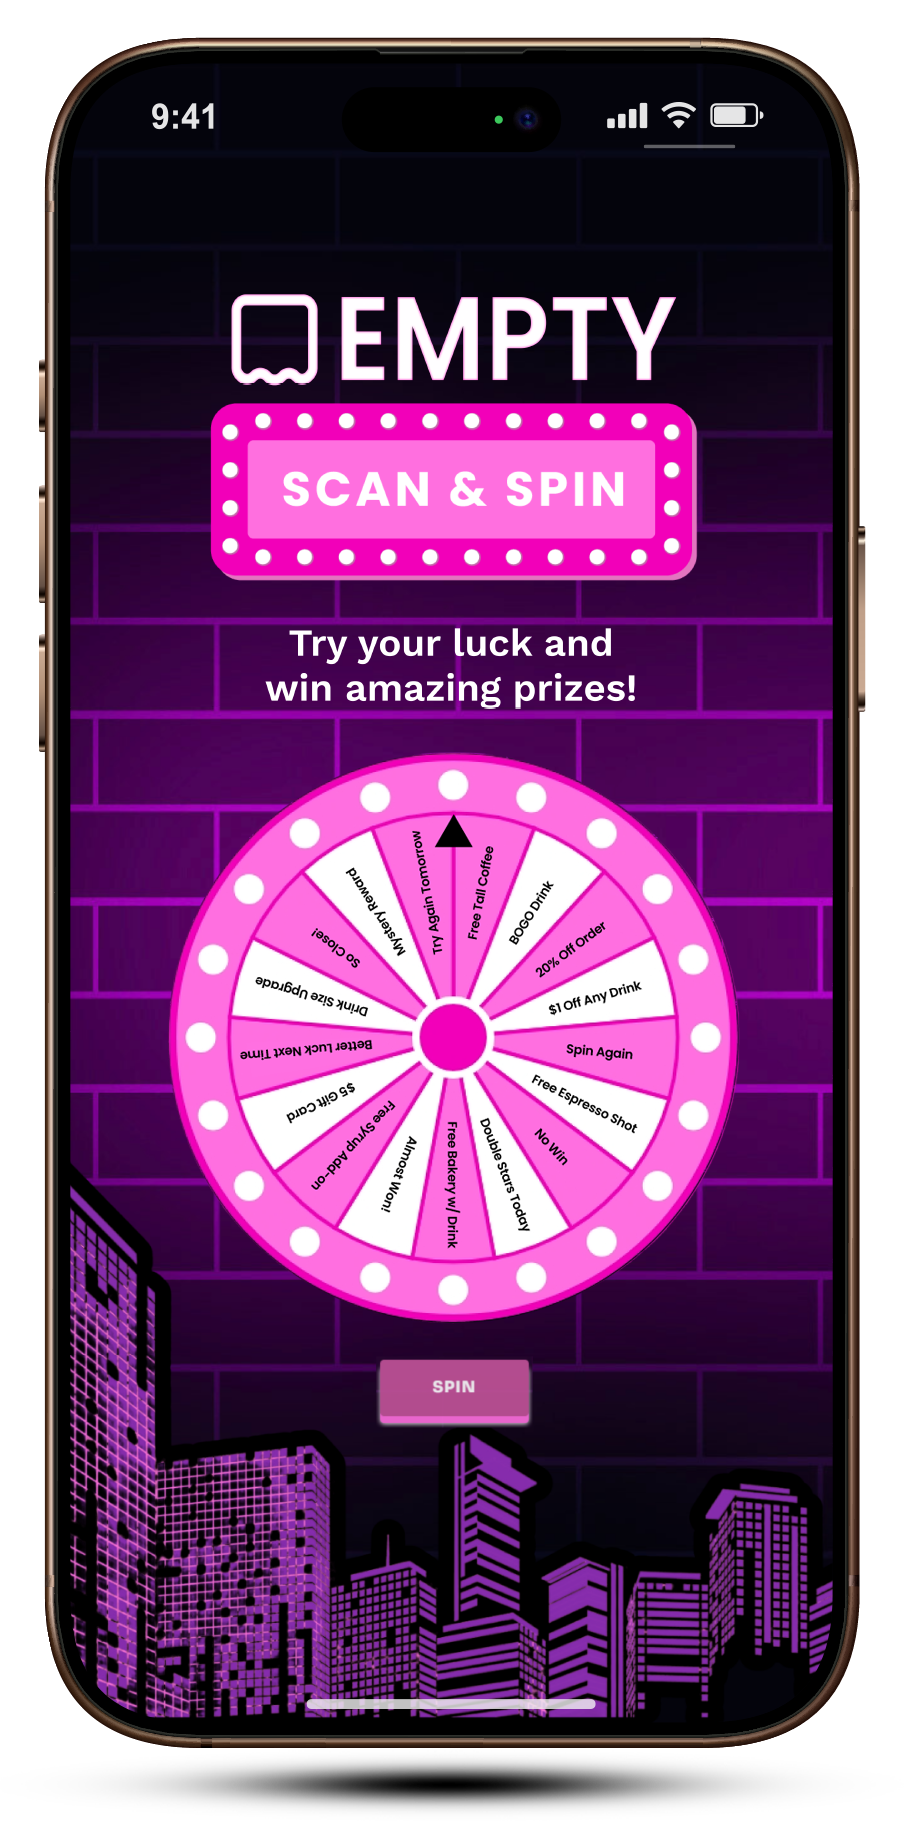 9:41
EMPTY
SCAN & SPIN
Try your luck and
win amazing prizes!
Free Tall Coffee
BOGO Drink
20% Off Order
$1 Off Any Drink
Spin Again
Free Espresso Shot
No Win
Double Stars Today
Free Bakery w/ Drink
Almost Won!
Free Syrup Add-on
$5 Gift Card
Better Luck Next Time
Drink Size Upgrade
So Close!
Mystery Reward
Try Again Tomorrow
SPIN